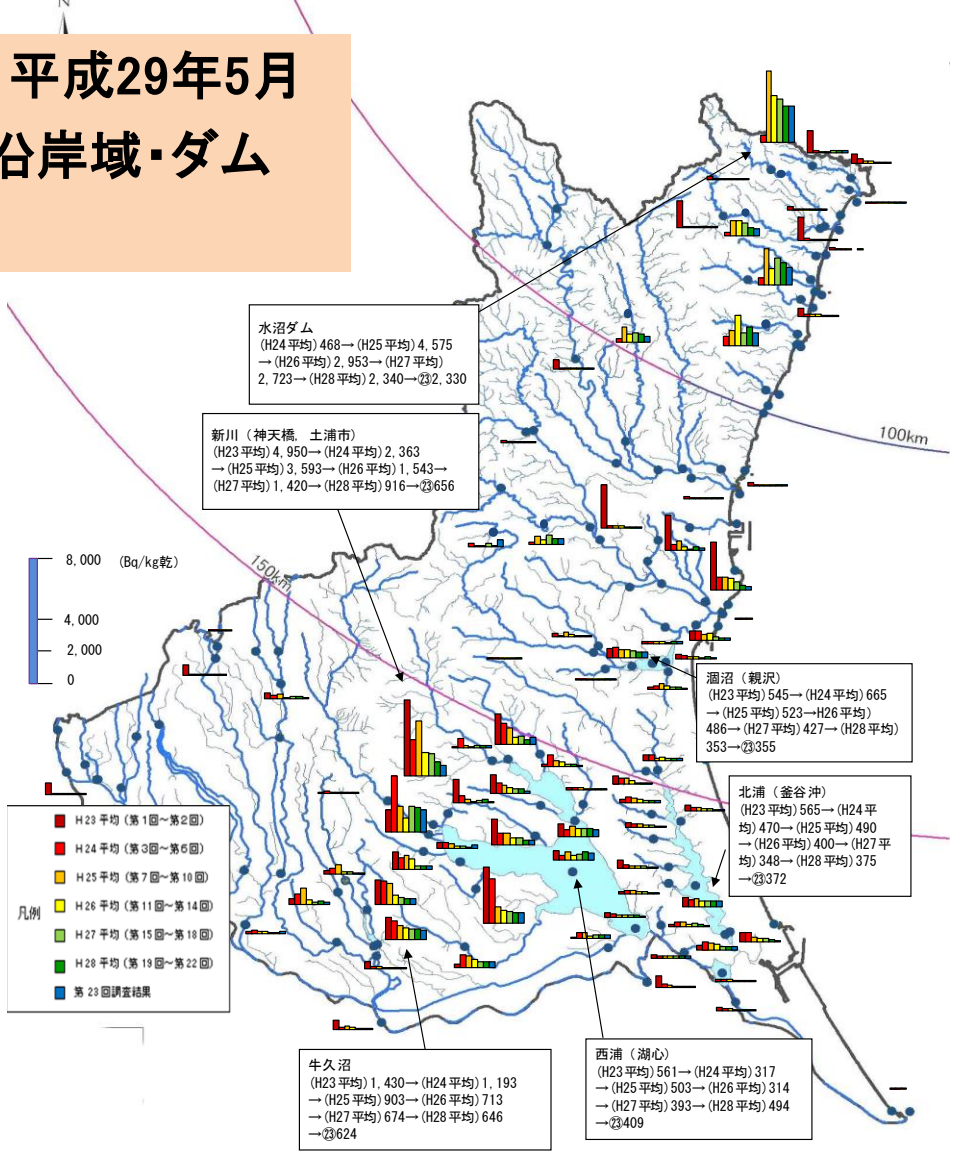 N
平成29年5月
沿岸域・ダム
水沼ダム
(H24平均)468→(H25平均)4,575
→(H26平均)2,953→(H27平均)
2,723→(H28平均)2,340→㉓2,330
新川（神天橋，土浦市）
(H23平均)4,950→(H24平均)2,363
→(H25平均)3,593→(H26平均)1,543→
(H27平均)1,420→(H28平均)916→㉓656
100km
8,000 (Bq/kg乾)
4,000
2,000
0
150km
涸沼（親沢）
(H23平均)545→(H24平均)665
→(H25平均)523→H26平均)
486→(H27平均)427→(H28平均)
353→㉓355
北浦（釜谷沖）
(H23平均)565→(H24平
均)470→(H25平均)490
→(H26平均)400→(H27平
均)348→(H28平均)375
→㉓372
凡例
H23平均(第1回～第2回)
H24平均(第3回～第6回)
H25平均(第7回～第10回)
H26平均(第11回～第14回)
H27平均(第15回～第18回)
H28平均(第19回～第22回)
第23回調査結果
牛久沼
(H23平均)1,430→(H24平均)1,193
→(H25平均)903→(H26平均)713
→(H27平均)674→(H28平均)646
→㉓624
西浦（湖心）
(H23平均)561→(H24平均)317
→(H25平均)503→(H26平均)314
→(H27平均)393→(H28平均)494
→㉓409